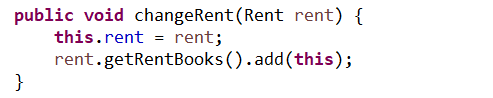 public void changeRent(Rent rent) {
    this.rent = rent;
    rent.getRentBooks().add(this);
}